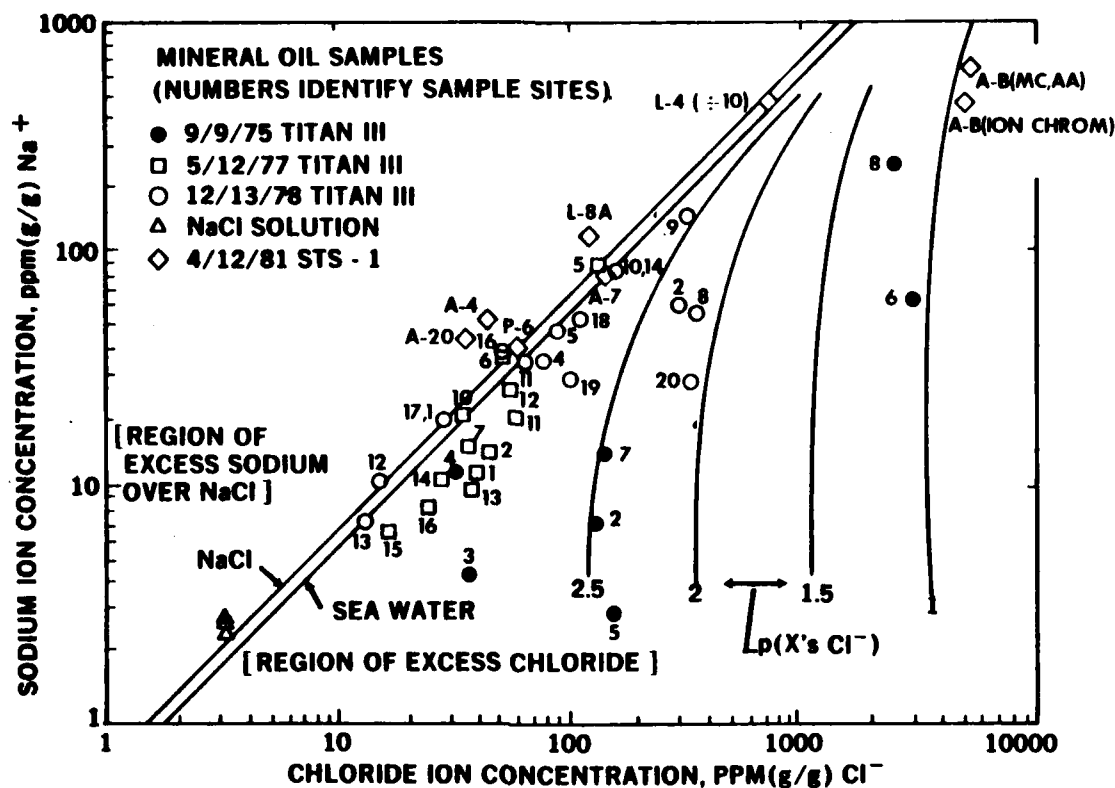 1000
100
10
1
SODIUM ION CONCENTRATION, ppm(g/g) Na+
MINERAL OIL SAMPLES
(NUMBERS IDENTIFY SAMPLE SITES).
9/9/75 TITAN III
5/12/77 TITAN III
12/13/78 TITAN III
NaCl SOLUTION
4/12/81 STS - 1
L-4 (÷10)
A-B(MC,AA)
A-B(ION CHROM)
8
L-8A
9
5
10,14
A-7
2
8
6
A-4
18
A-20
P-6
16
5
6
4
11
19
20
12
10
11
17,1
[REGION OF
EXCESS SODIUM
OVER NaCl]
7
2
7
12
4
14
1
13
2
13
16
15
3
NaCl
SEA WATER
2.5
2
1.5
1
5
p(X's Cl−)
[REGION OF EXCESS CHLORIDE]
1
10
100
1000
10000
CHLORIDE ION CONCENTRATION, PPM(g/g) Cl−